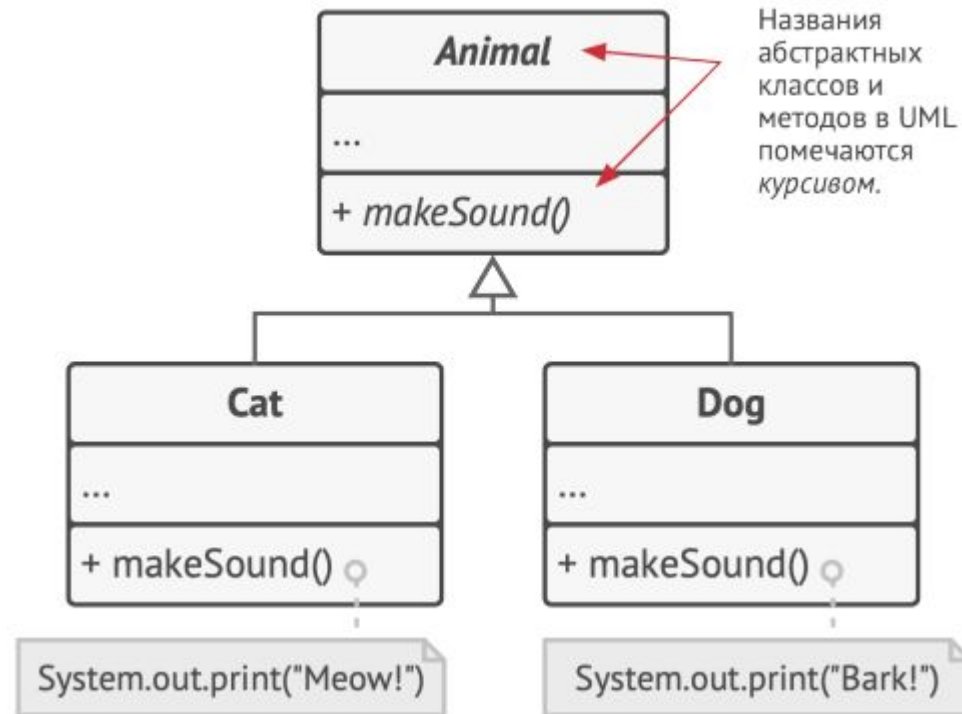 Animal
...
+ makeSound()
Названия
абстрактных
классов и
методов в UML
помечаются
курсивом.
Cat
...
+ makeSound()
System.out.print("Meow!")
Dog
...
+ makeSound()
System.out.print("Bark!")